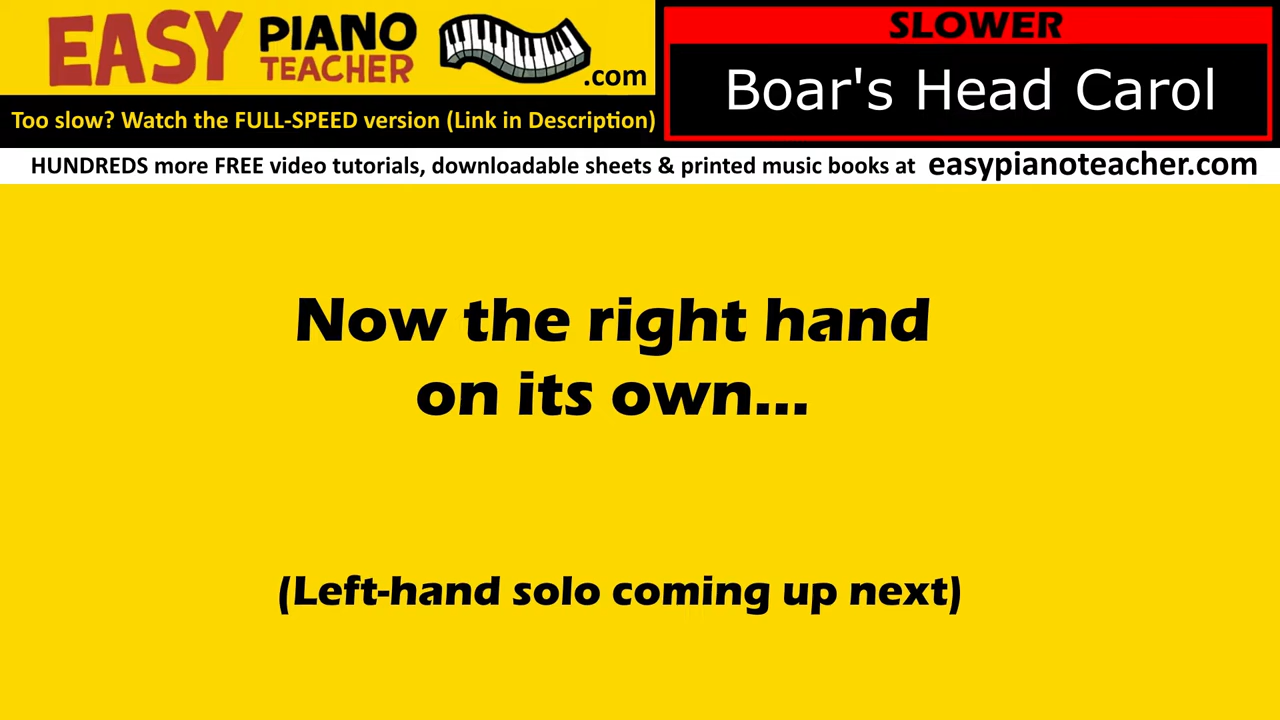 EASY PIANO TEACHER .com
Too slow? Watch the FULL-SPEED version (Link in Description)
SLOWER
Boar's Head Carol
HUNDREDS more FREE video tutorials, downloadable sheets & printed music books at easypianoteacher.com
Now the right hand
on its own...
(Left-hand solo coming up next)